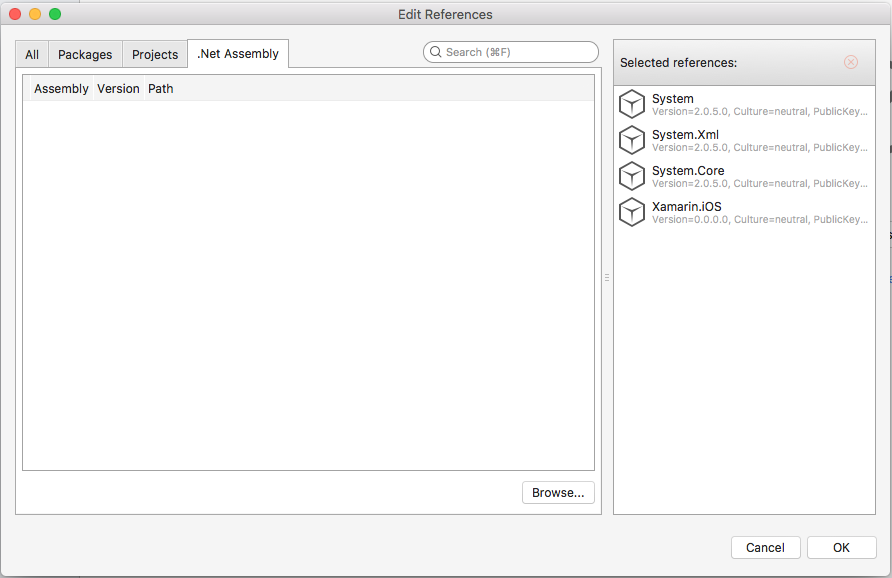 Edit References
All Packages Projects .Net Assembly Search (⌘F)
Assembly Version Path
Browse...
Selected references:
System
Version=2.0.5.0, Culture=neutral, PublicKey...
System.Xml
Version=2.0.5.0, Culture=neutral, PublicKey...
System.Core
Version=2.0.5.0, Culture=neutral, PublicKey...
Xamarin.iOS
Version=0.0.0.0, Culture=neutral, PublicKey...
Cancel OK